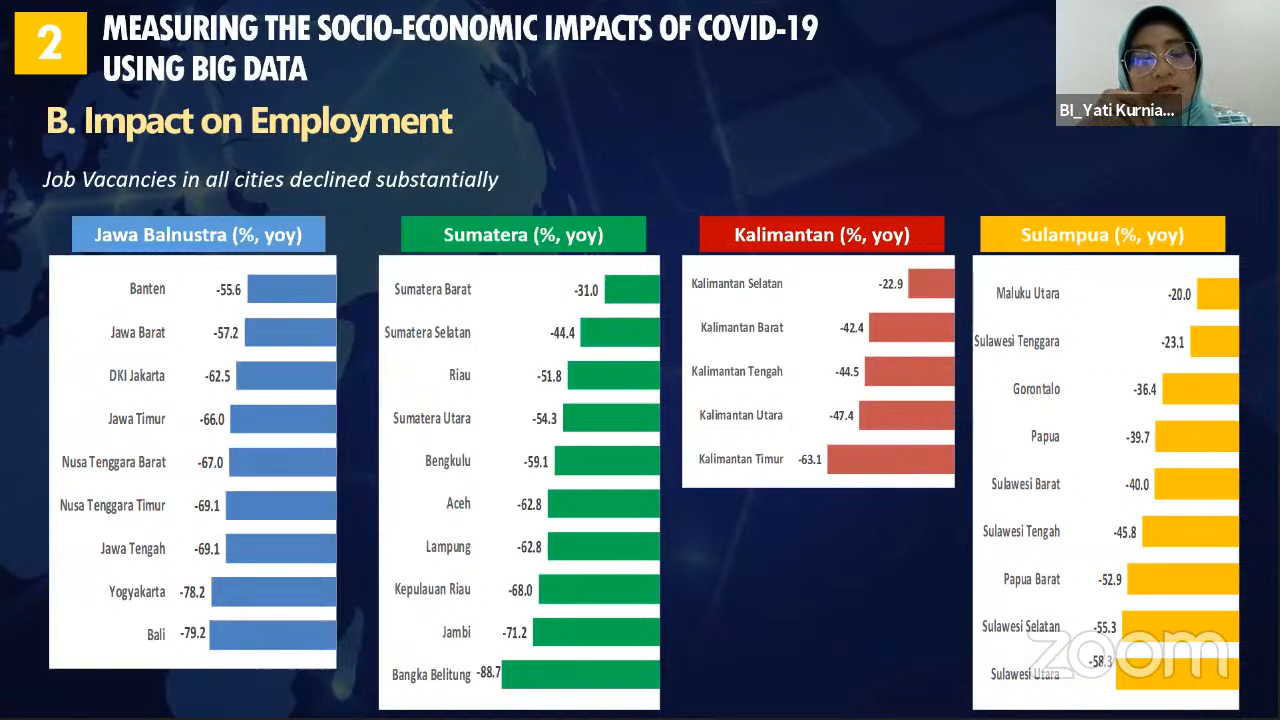 2
MEASURING THE SOCIO-ECONOMIC IMPACTS OF COVID-19
USING BIG DATA
BI_Yati Kurnia...
B. Impact on Employment
Job Vacancies in all cities declined substantially
Jawa Balnustra (%, yoy)
Banten -55.6
Jawa Barat -57.2
DKI Jakarta -62.5
Jawa Timur -66.0
Nusa Tenggara Barat -67.0
Nusa Tenggara Timur -69.1
Jawa Tengah -69.1
Yogyakarta -78.2
Bali -79.2
Sumatera (%, yoy)
Sumatera Barat -31.0
Sumatera Selatan -44.4
Riau -51.8
Sumatera Utara -54.3
Bengkulu -59.1
Aceh -62.8
Lampung -62.8
Kepulauan Riau -68.0
Jambi -71.2
Bangka Belitung -88.7
Kalimantan (%, yoy)
Kalimantan Selatan -22.9
Kalimantan Barat -42.4
Kalimantan Tengah -44.5
Kalimantan Utara -47.4
Kalimantan Timur -63.1
Sulampua (%, yoy)
Maluku Utara -20.0
Sulawesi Tenggara -23.1
Gorontalo -36.4
Papua -39.7
Sulawesi Barat -40.0
Sulawesi Tengah -45.8
Papua Barat -52.9
Sulawesi Selatan -55.3
Sulawesi Utara -58.3
zoom